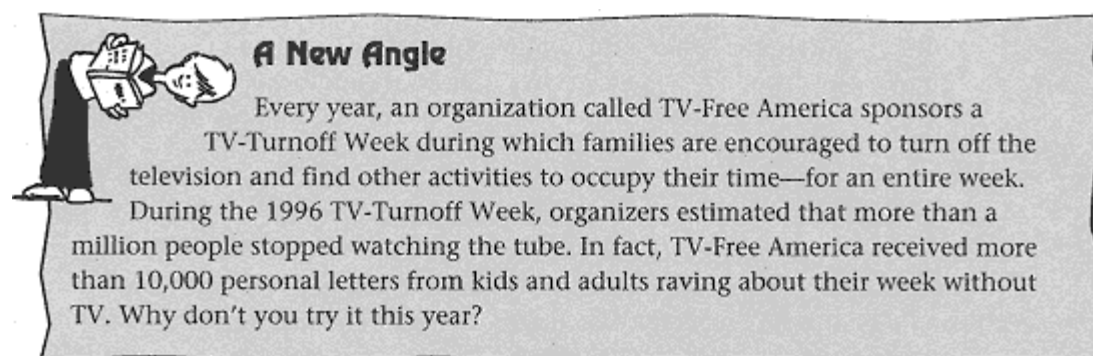 A New Angle
Every year, an organization called TV-Free America sponsors a
TV-Turnoff Week during which families are encouraged to turn off the
television and find other activities to occupy their time—for an entire week.
During the 1996 TV-Turnoff Week, organizers estimated that more than a
million people stopped watching the tube. In fact, TV-Free America received more
than 10,000 personal letters from kids and adults raving about their week without
TV. Why don't you try it this year?